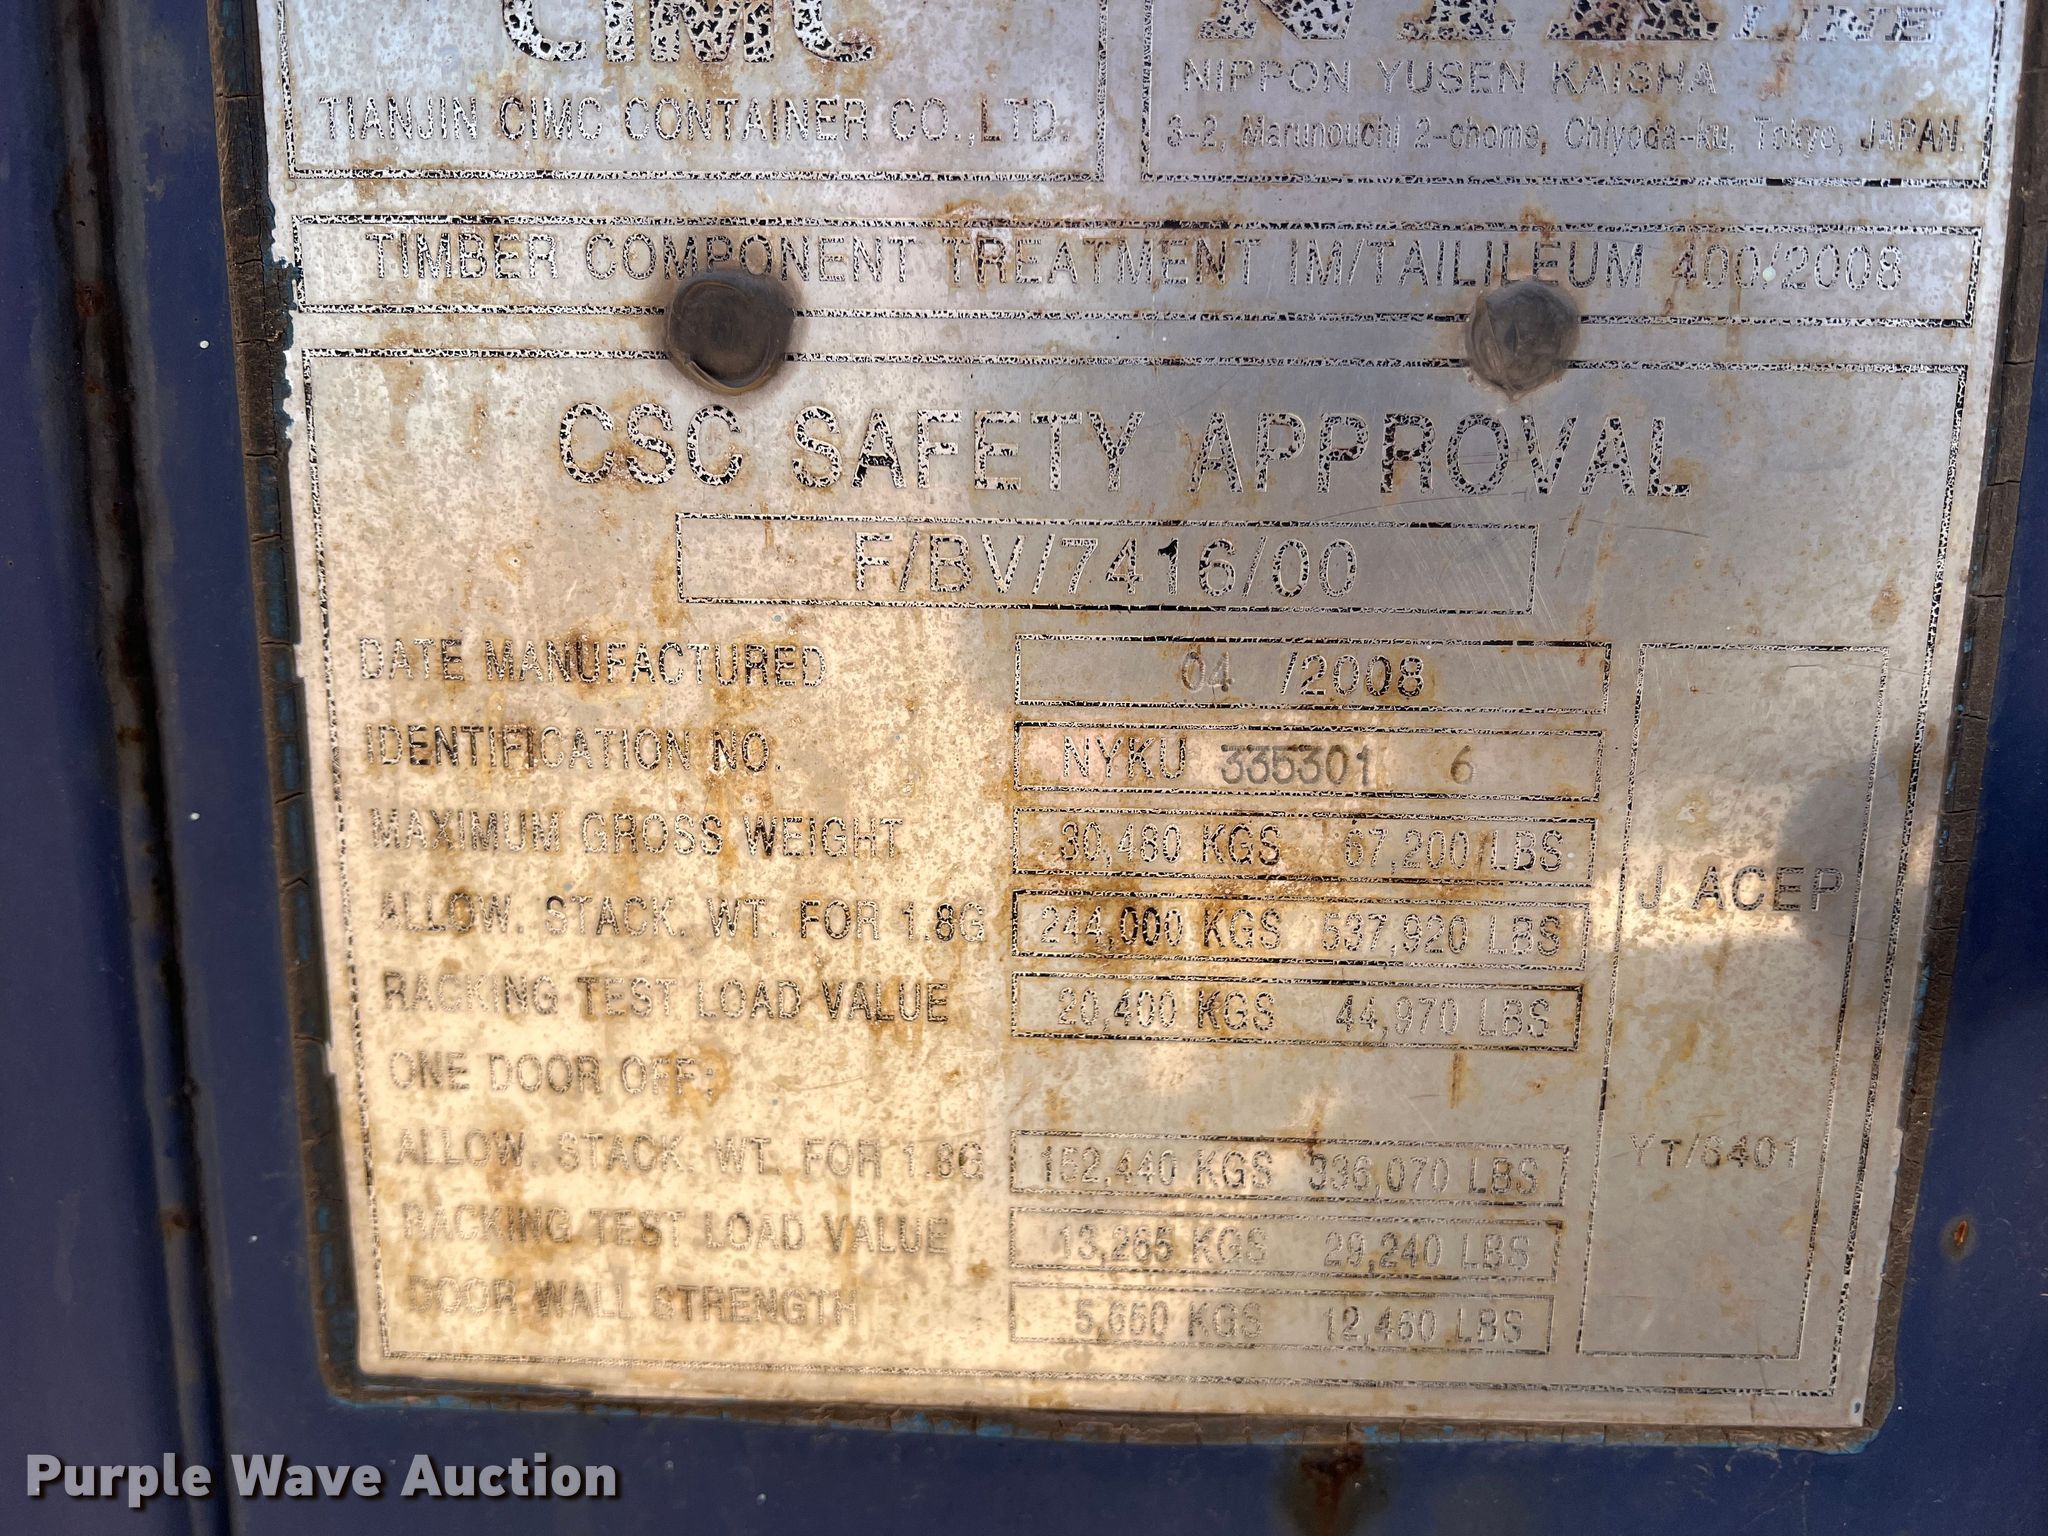 CIMC
TIANJIN CIMC CONTAINER CO.,LTD.
NYK LINE
NIPPON YUSEN KAISHA
3-2, Marunouchi 2-chome, Chiyoda-ku, Tokyo, JAPAN.
TIMBER COMPONENT TREATMENT IM/TAILILEUM 400/2008
CSC SAFETY APPROVAL
F/BV/7416/00
DATE MANUFACTURED 04 /2008
IDENTIFICATION NO. NYKU 335301 6
MAXIMUM GROSS WEIGHT 30,480 KGS 67,200 LBS
ALLOW. STACK. WT. FOR 1.8G 244,000 KGS 537,920 LBS
RACKING TEST LOAD VALUE 20,400 KGS 44,970 LBS
ONE DOOR OFF:
ALLOW. STACK. WT. FOR 1.8G 152,440 KGS 336,070 LBS
RACKING TEST LOAD VALUE 13,265 KGS 29,240 LBS
DOOR WALL STRENGTH 5,650 KGS 12,460 LBS
J ACEP
YT/8401
Purple Wave Auction